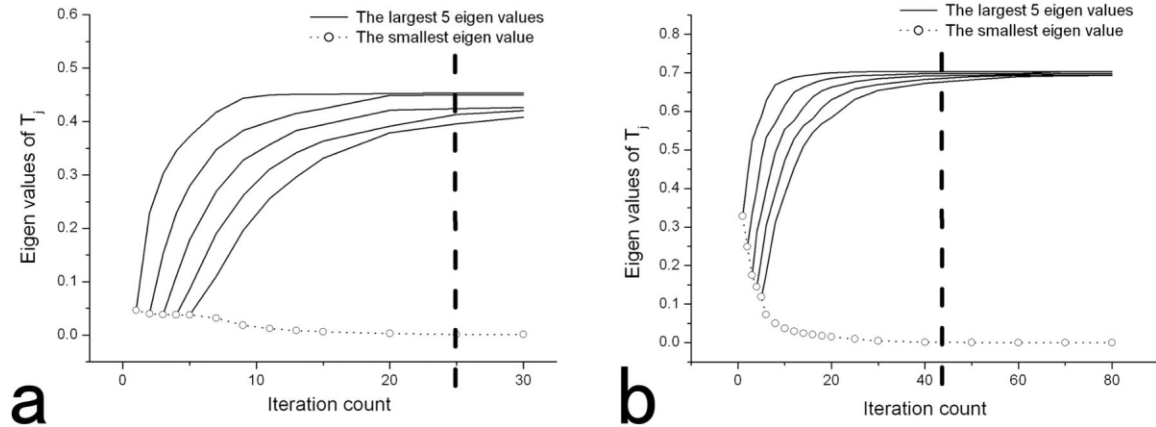 0.6
0.5
0.4
0.3
0.2
0.1
0.0
Eigen values of Tj
The largest 5 eigen values
The smallest eigen value
0
10
20
30
Iteration count
a
0.8
0.7
0.6
0.5
0.4
0.3
0.2
0.1
0.0
Eigen values of Tj
The largest 5 eigen values
The smallest eigen value
0
20
40
60
80
Iteration count
b